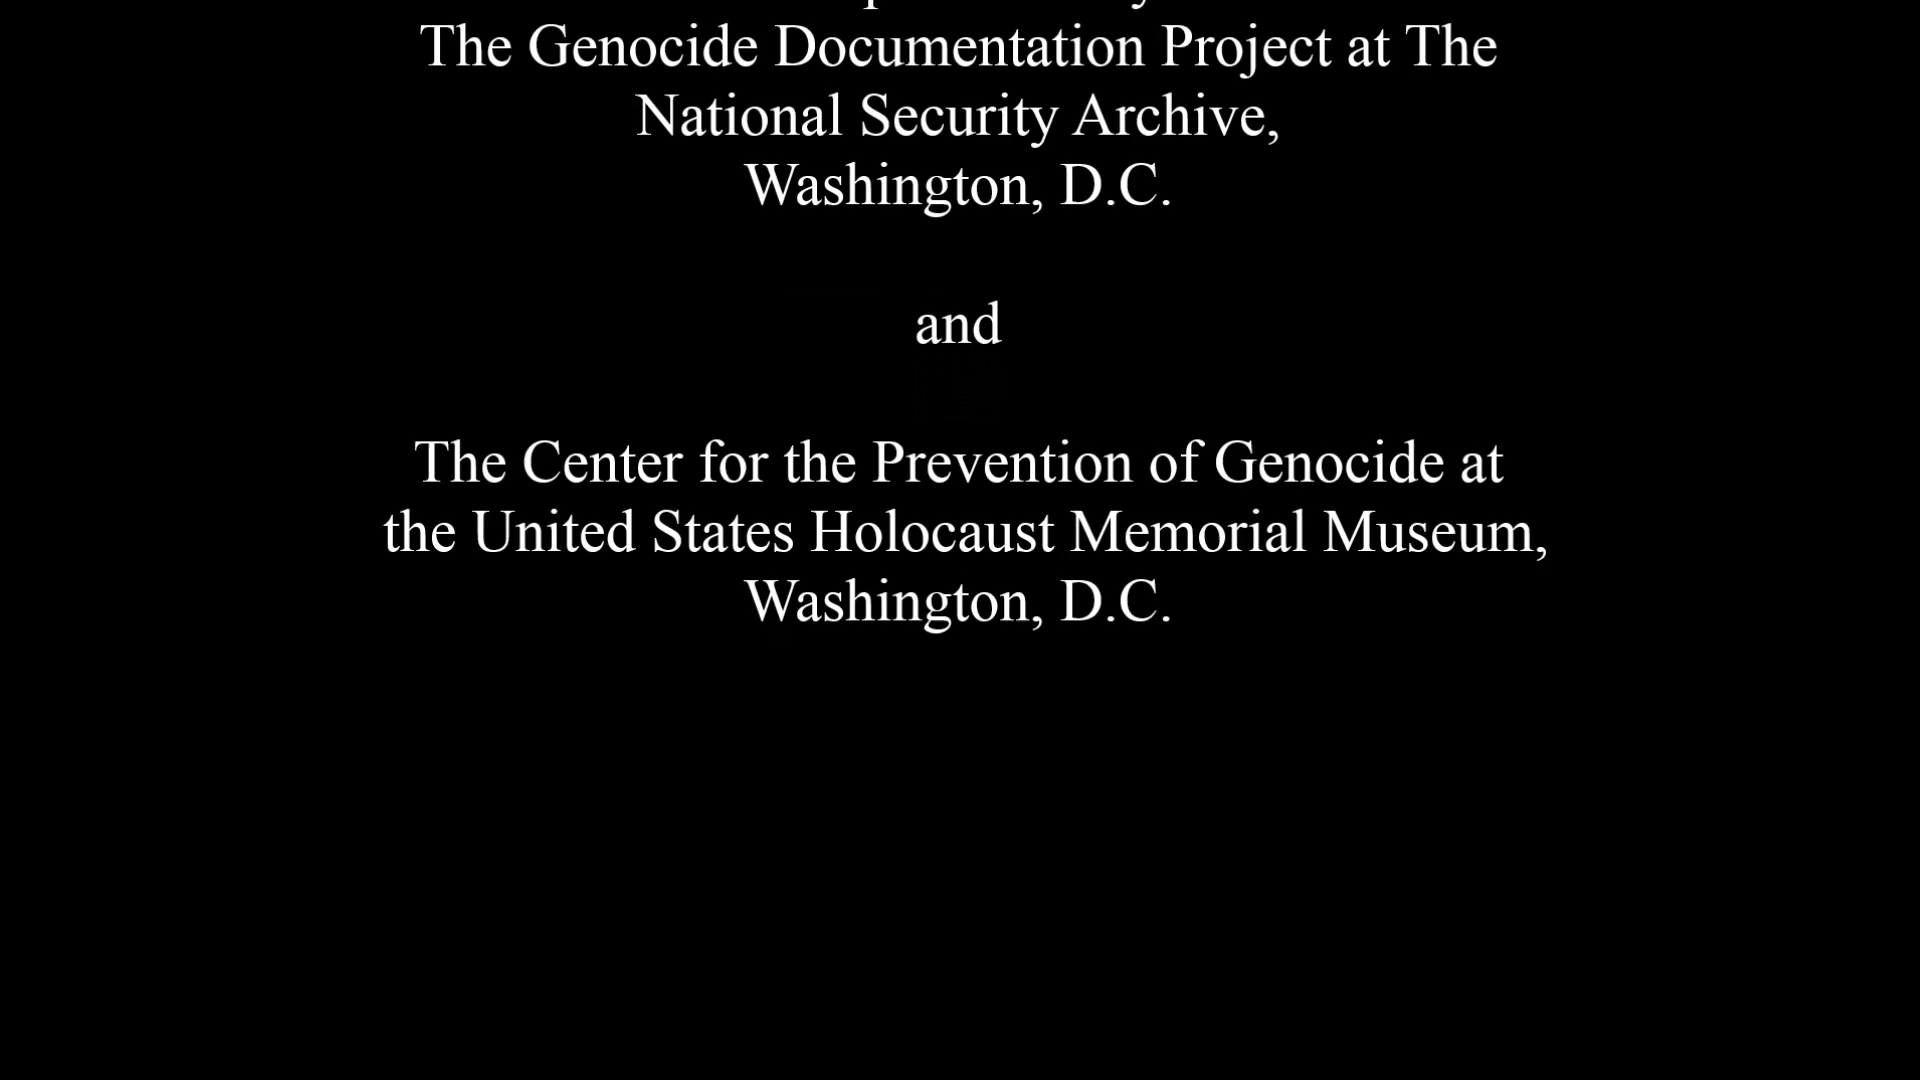 The Genocide Documentation Project at The
National Security Archive,
Washington, D.C.
and
The Center for the Prevention of Genocide at
the United States Holocaust Memorial Museum,
Washington, D.C.